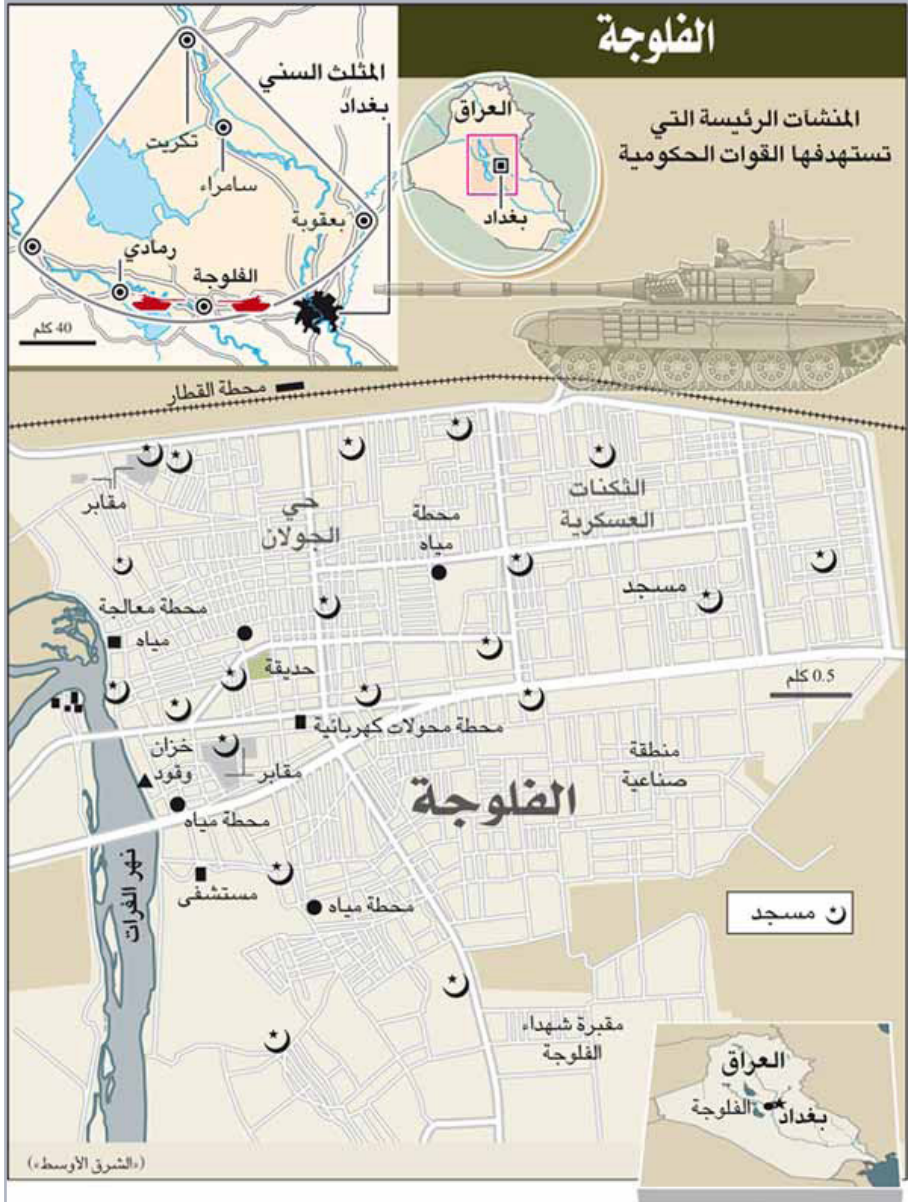 الفلوجة
المنشآت الرئيسة التي
تستهدفها القوات الحكومية
العراق
بغداد
المثلث السني
بغداد
تكريت
سامراء
بعقوبة
رمادي
الفلوجة
40 كلم
محطة القطار
مقابر
حي
الجولان
محطة
مياه
الثكنات
العسكرية
مسجد
محطة معالجة
مياه
حديقة
0.5 كلم
محطة محولات كهربائية
خزان
وقود
مقابر
منطقة
صناعية
الفلوجة
محطة مياه
نهر الفرات
مستشفى
محطة مياه
مسجد
مقبرة شهداء
الفلوجة
العراق
الفلوجة
بغداد
(«الشرق الأوسط»)